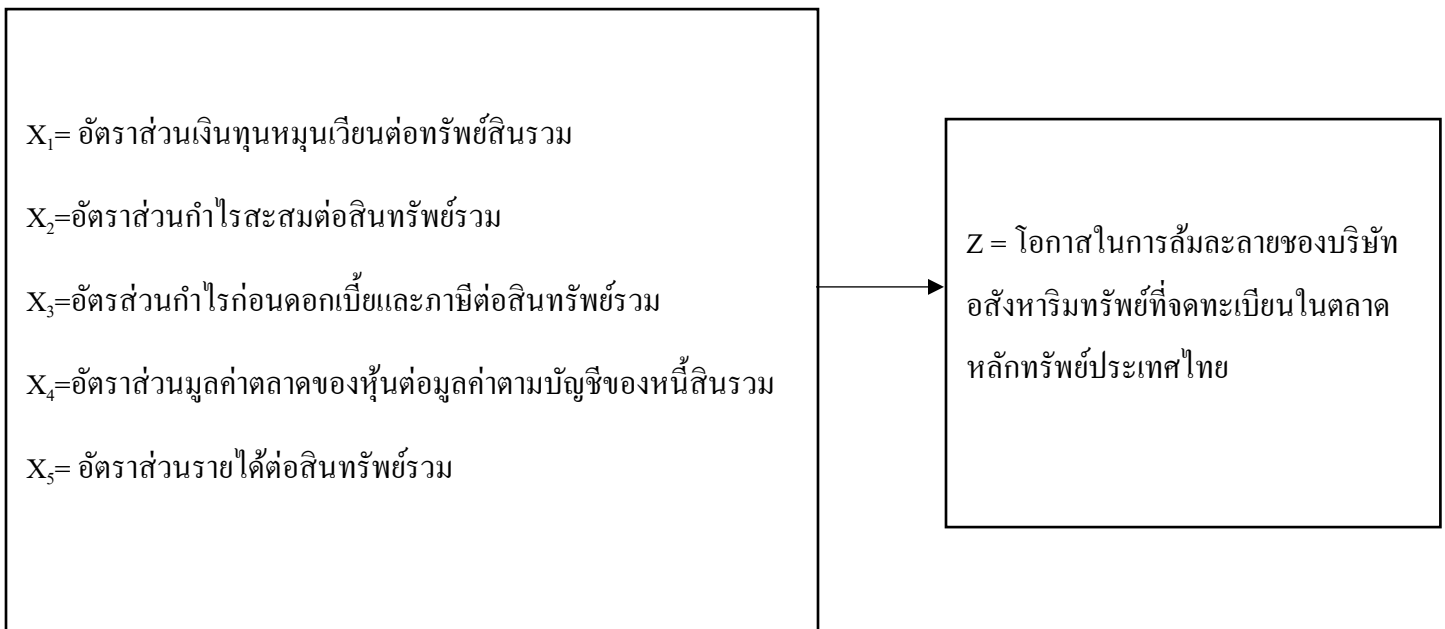 X₁= อัตราส่วนเงินทุนหมุนเวียนต่อทรัพย์สินรวม
X₂=อัตราส่วนกำไรสะสมต่อสินทรัพย์รวม
X₃=อัตรส่วนกำไรก่อนดอกเบี้ยและภาษีต่อสินทรัพย์รวม
X₄=อัตราส่วนมูลค่าตลาดของหุ้นต่อมูลค่าตามบัญชีของหนี้สินรวม
X₅= อัตราส่วนรายได้ต่อสินทรัพย์รวม
Z = โอกาสในการล้มละลายชองบริษัท
อสังหาริมทรัพย์ที่จดทะเบียนในตลาด
หลักทรัพย์ประเทศไทย